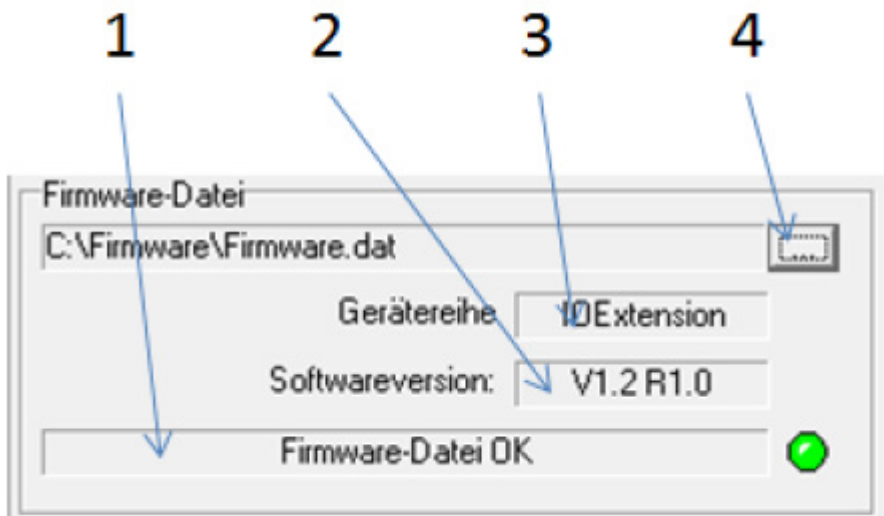 1 2 3 4
Firmware-Datei
C:\Firmware\Firmware.dat
...
Gerätereihe IOExtension
Softwareversion: V1.2 R1.0
Firmware-Datei OK